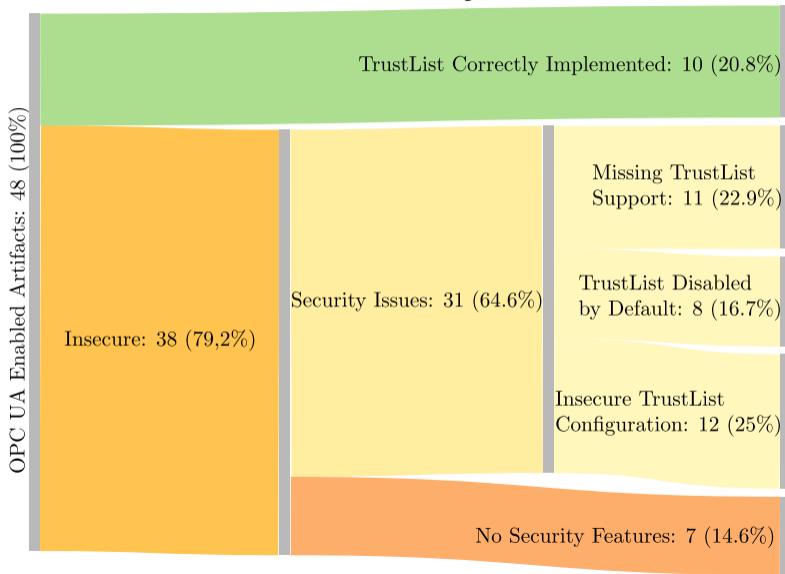 OPC UA Enabled Artifacts: 48 (100%)
TrustList Correctly Implemented: 10 (20.8%)
Insecure: 38 (79,2%)
Security Issues: 31 (64.6%)
Missing TrustList
Support: 11 (22.9%)
TrustList Disabled
by Default: 8 (16.7%)
Insecure TrustList
Configuration: 12 (25%)
No Security Features: 7 (14.6%)